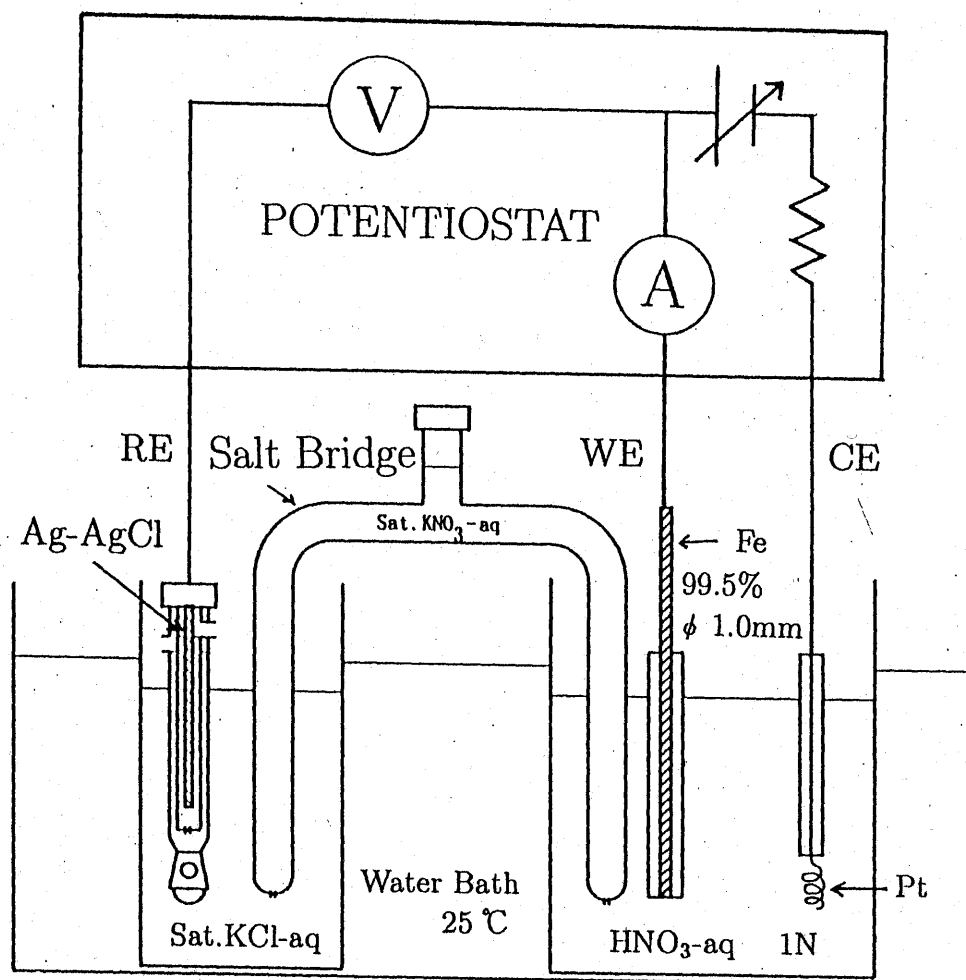 V
POTENTIOSTAT
A
RE
Salt Bridge
WE
CE
Sat.KNO₃-aq
Ag-AgCl
Fe
99.5%
ϕ 1.0mm
Water Bath
25 ℃
Pt
Sat.KCl-aq
HNO₃-aq 1N